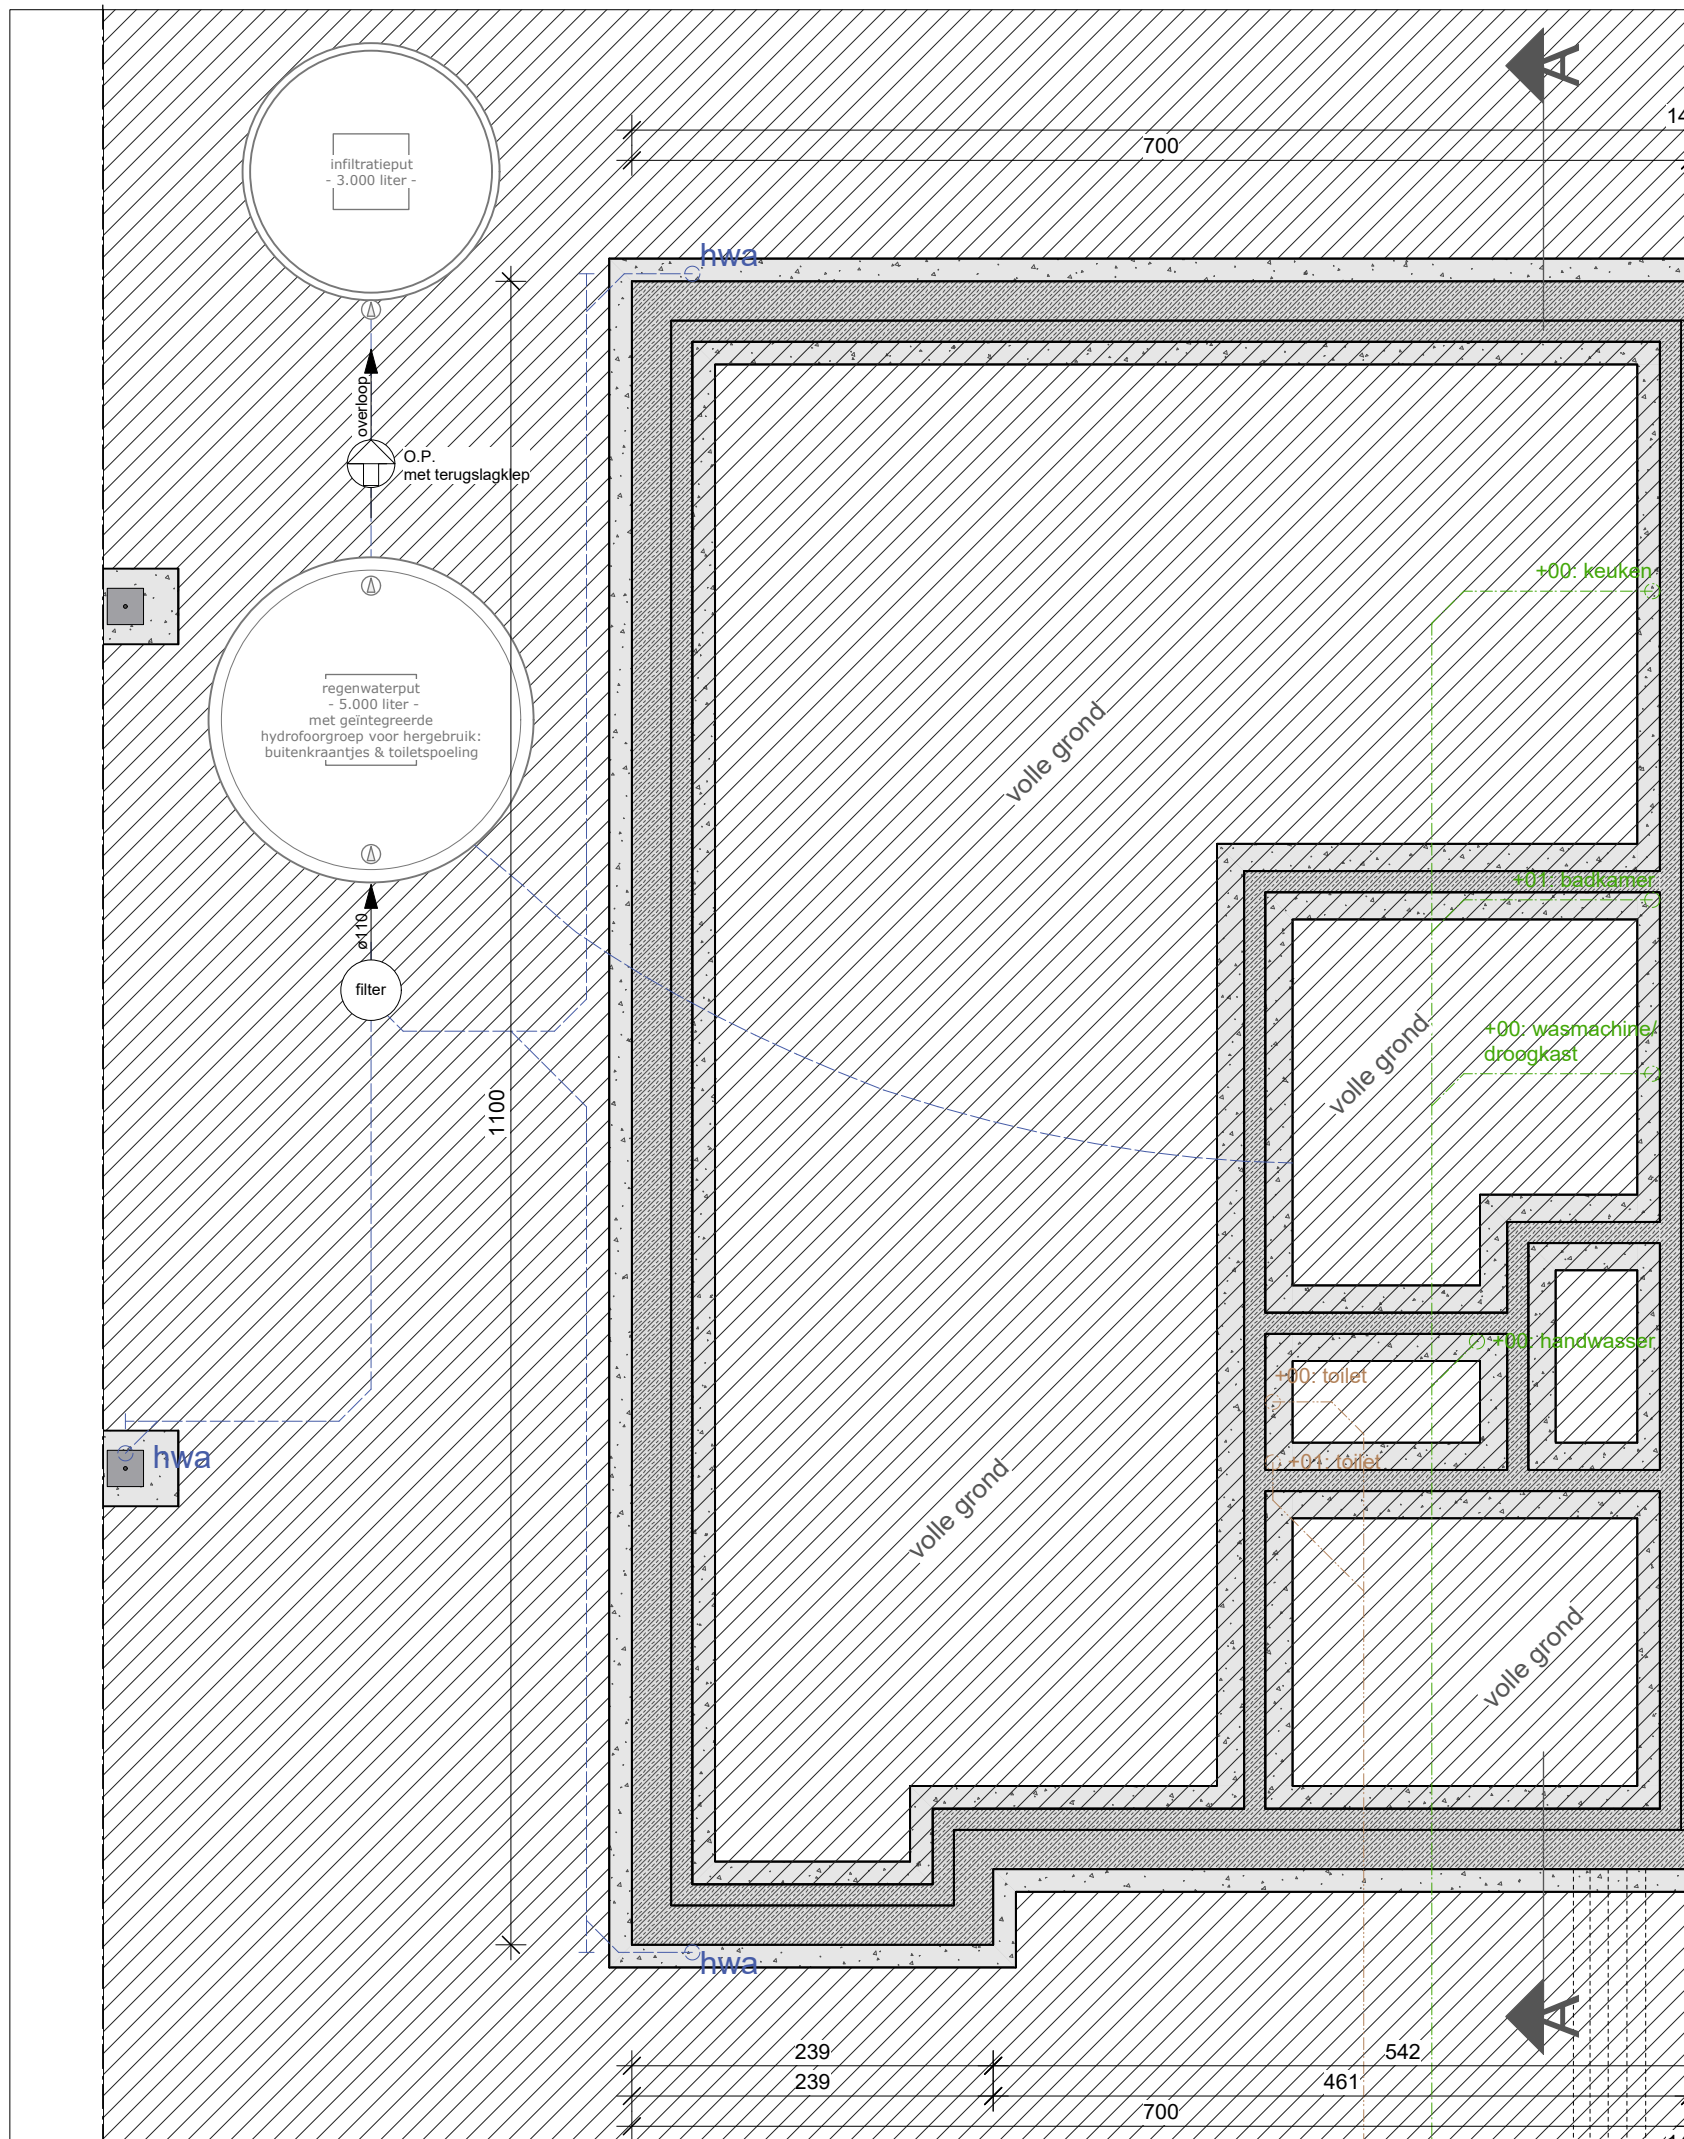 A
700
infiltratieput
- 3.000 liter -
hwa
overloop
O.P.
met terugslagklep
+00: keuken
regenwaterput
- 5.000 liter -
met geïntegreerde
hydrofoorgroep voor hergebruik:
buitenkraantjes & toiletspoeling
volle grond
+01: badkamer
ø110
filter
+00: wasmachine/
droogkast
volle grond
1100
+00: handwasser
+00: toilet
hwa
+01: toilet
volle grond
volle grond
hwa
A
239
542
239
461
700